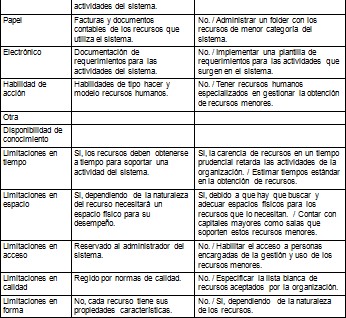 actividades del sistema.
Papel
Facturas y documentos
contables de los recursos que
utiliza el sistema.
No. / Administrar un folder con los
recursos de menor categoría del
sistema.
Electrónico
Documentación de
requerimientos para las
actividades del sistema.
No. / Implementar una plantilla de
requerimientos para las actividades que
surgen en el sistema.
Habilidad de
acción
Habilidades de tipo hacer y
modelo recursos humanos.
No. / Tener recursos humanos
especializados en gestionar la obtención
de recursos menores.
Otra
Disponibilidad de
conocimiento
Limitaciones en
tiempo
Si, los recursos deben obtenerse
a tiempo para soportar una
actividad del sistema.
Si, la carencia de recursos en un tiempo
prudencial retarda las actividades de la
organización. / Estimar tiempos estándar
en la obtención de recursos.
Limitaciones en
espacio
Si, dependiendo de la naturaleza
del recurso necesitará un
espacio físico para su
desempeño.
Si, debido a que hay que buscar y
adecuar espacios físicos para los
recursos que lo necesitan. / Contar con
capitales mayores como salas que
soporten estos recursos menores.
Limitaciones en
acceso
Reservado al administrador del
sistema.
No. / Habilitar el acceso a personas
encargadas de la gestión y uso de los
recursos menores.
Limitaciones en
calidad
Regido por normas de calidad.
No. / Especificar la lista blanca de
recursos aceptados por la organización.
Limitaciones en
forma
No, cada recurso tiene sus
propiedades características.
No. / Si, dependiendo de la naturaleza
de los recursos.